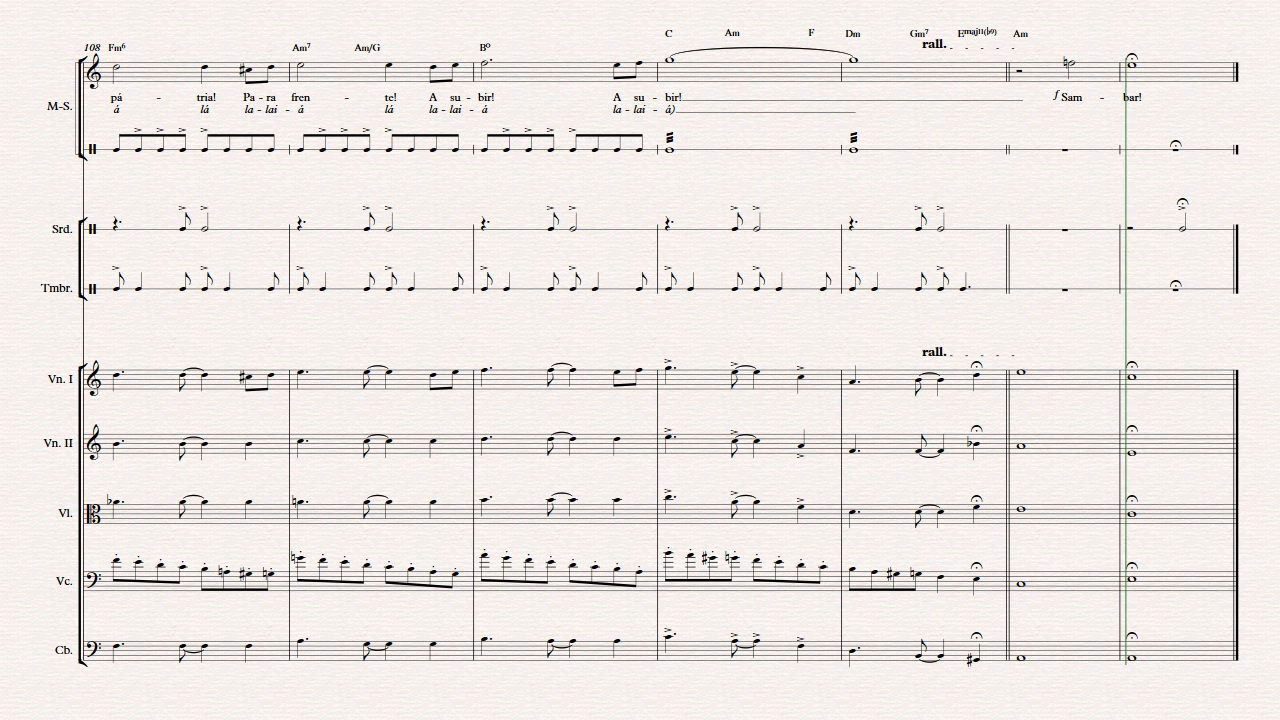 C Am F Dm Gm7 Emaj11(b9) Am
108 Fm6 Am7 Am/G Bo
rall.
M-S.
pá - tria! Pa - ra fren - te! A su - bir! A su - bir! f Sam - bar!
á lá la - lai - á lá la - lai - á la - lai - á)
Srd.
Tmbr.
rall.
Vn. I
Vn. II
Vl.
Vc.
Cb.